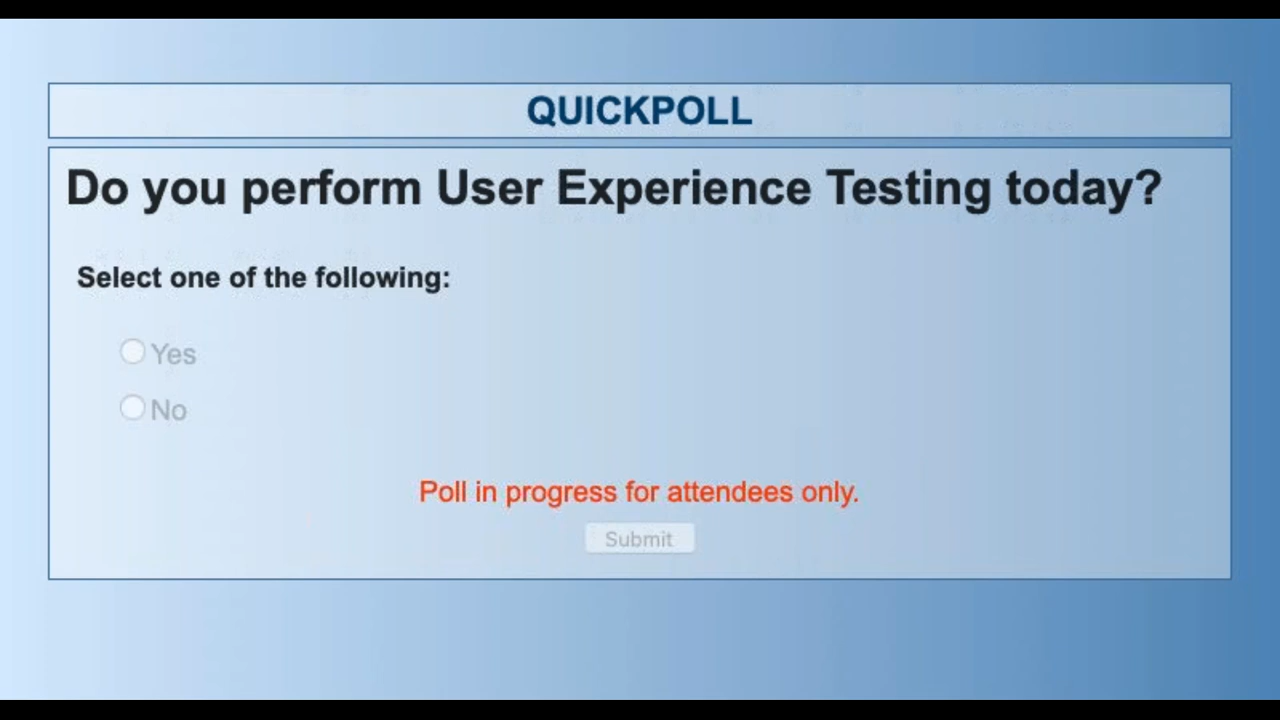 QUICKPOLL
Do you perform User Experience Testing today?
Select one of the following:
Yes
No
Poll in progress for attendees only.
Submit